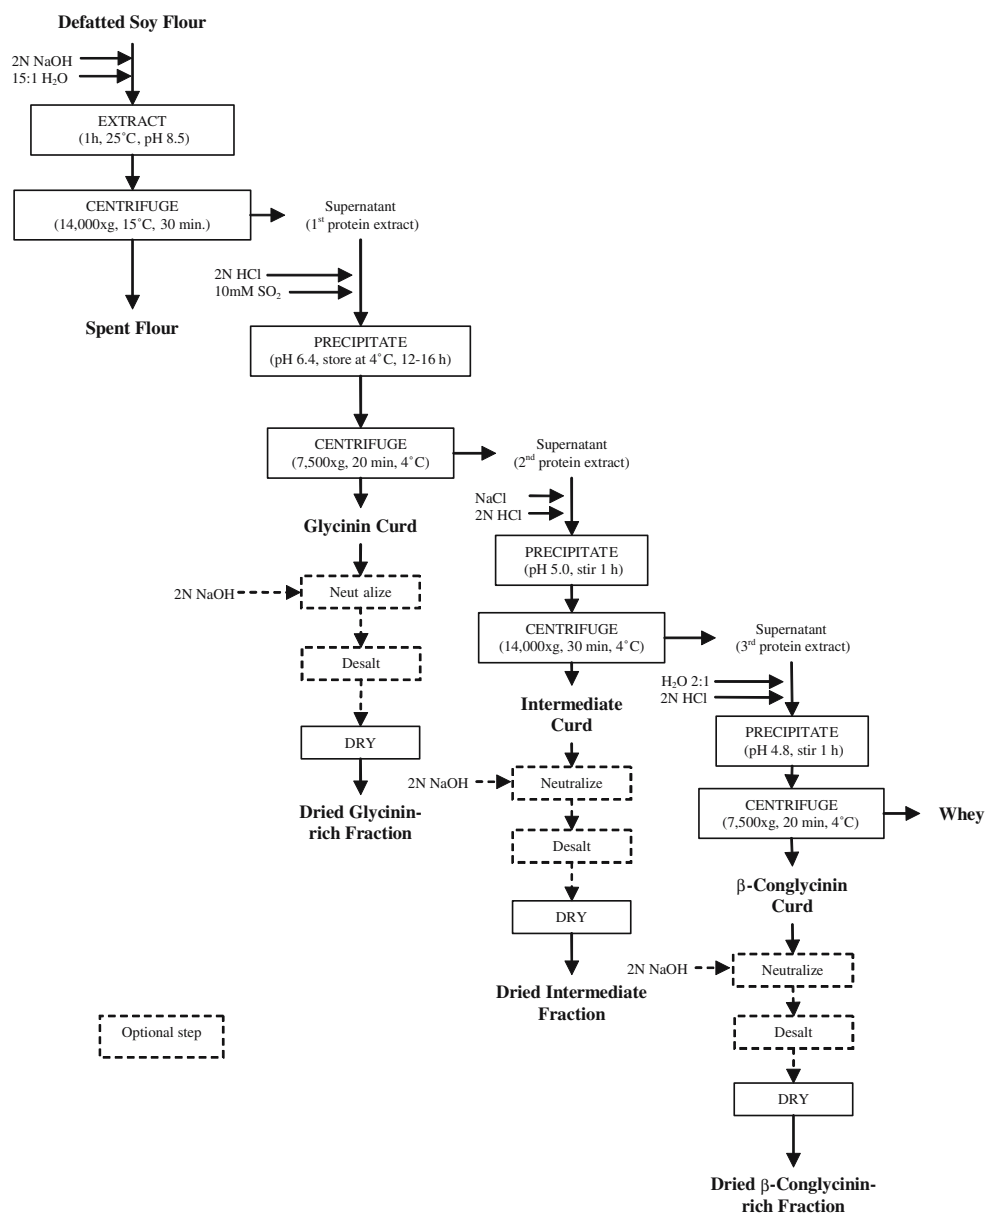 Defatted Soy Flour
2N NaOH
15:1 H₂O
EXTRACT
(1h, 25˚C, pH 8.5)
CENTRIFUGE
(14,000xg, 15˚C, 30 min.)
Supernatant
(1st protein extract)
2N HCl
10mM SO₂
Spent Flour
PRECIPITATE
(pH 6.4, store at 4˚C, 12-16 h)
CENTRIFUGE
(7,500xg, 20 min, 4˚C)
Supernatant
(2nd protein extract)
NaCl
2N HCl
Glycinin Curd
PRECIPITATE
(pH 5.0, stir 1 h)
2N NaOH
Neut alize
CENTRIFUGE
(14,000xg, 30 min, 4˚C)
Supernatant
(3rd protein extract)
Desalt
H₂O 2:1
2N HCl
Intermediate
Curd
PRECIPITATE
(pH 4.8, stir 1 h)
DRY
2N NaOH
Neutralize
CENTRIFUGE
(7,500xg, 20 min, 4˚C)
Whey
Dried Glycinin-
rich Fraction
Desalt
β-Conglycinin
Curd
DRY
2N NaOH
Neutralize
Dried Intermediate
Fraction
Optional step
Desalt
DRY
Dried β-Conglycinin-
rich Fraction